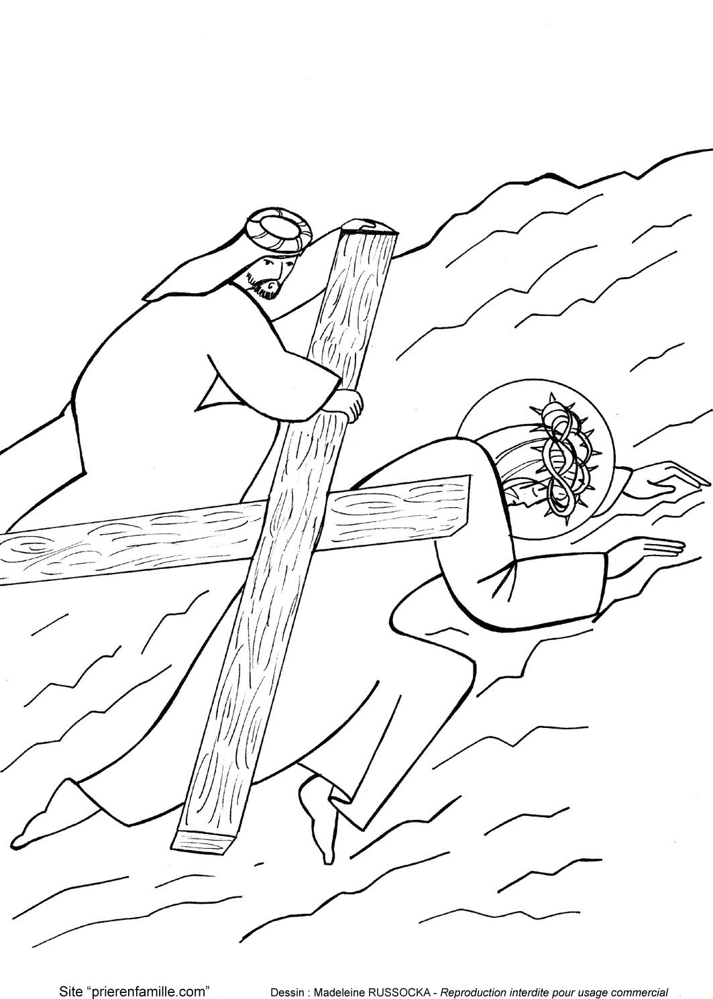 Site “prierenfamille.com” Dessin : Madeleine RUSSOCKA - Reproduction interdite pour usage commercial